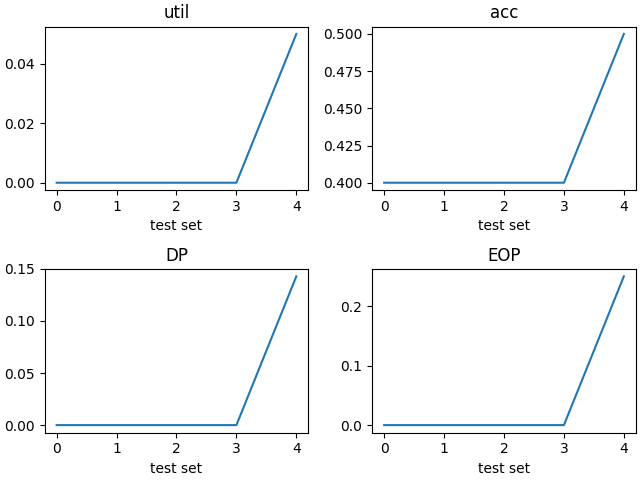 util
0.04
0.02
0.00
0 1 2 3 4
test set
acc
0.500
0.475
0.450
0.425
0.400
0 1 2 3 4
test set
DP
0.15
0.10
0.05
0.00
0 1 2 3 4
test set
EOP
0.2
0.1
0.0
0 1 2 3 4
test set